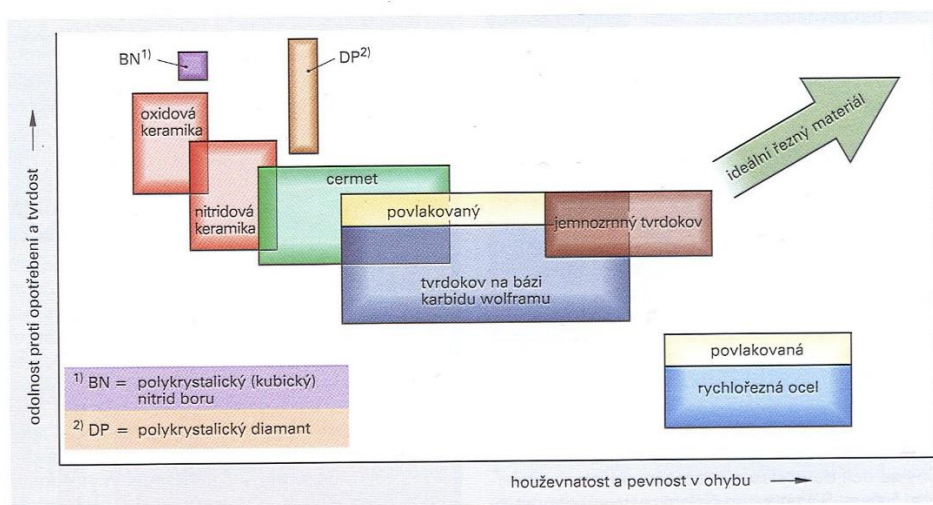 BN¹⁾
DP²⁾
oxidová
keramika
nitridová
keramika
cermet
povlakovaný
jemnozrnný tvrdokov
tvrdokov na bázi
karbidu wolframu
ideální řezný materiál
povlakovaná
rychlořezná ocel
¹⁾ BN = polykrystalický (kubický)
nitrid boru
²⁾ DP = polykrystalický diamant
odolnost proti opotřebení a tvrdost
houževnatost a pevnost v ohybu